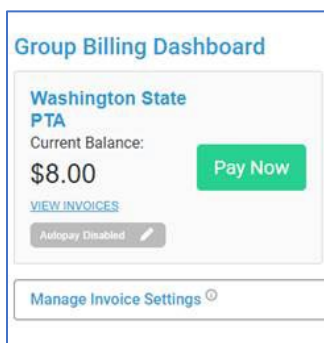 Group Billing Dashboard
Washington State
PTA
Current Balance:
$8.00
Pay Now
VIEW INVOICES
Autopay Disabled
Manage Invoice Settings